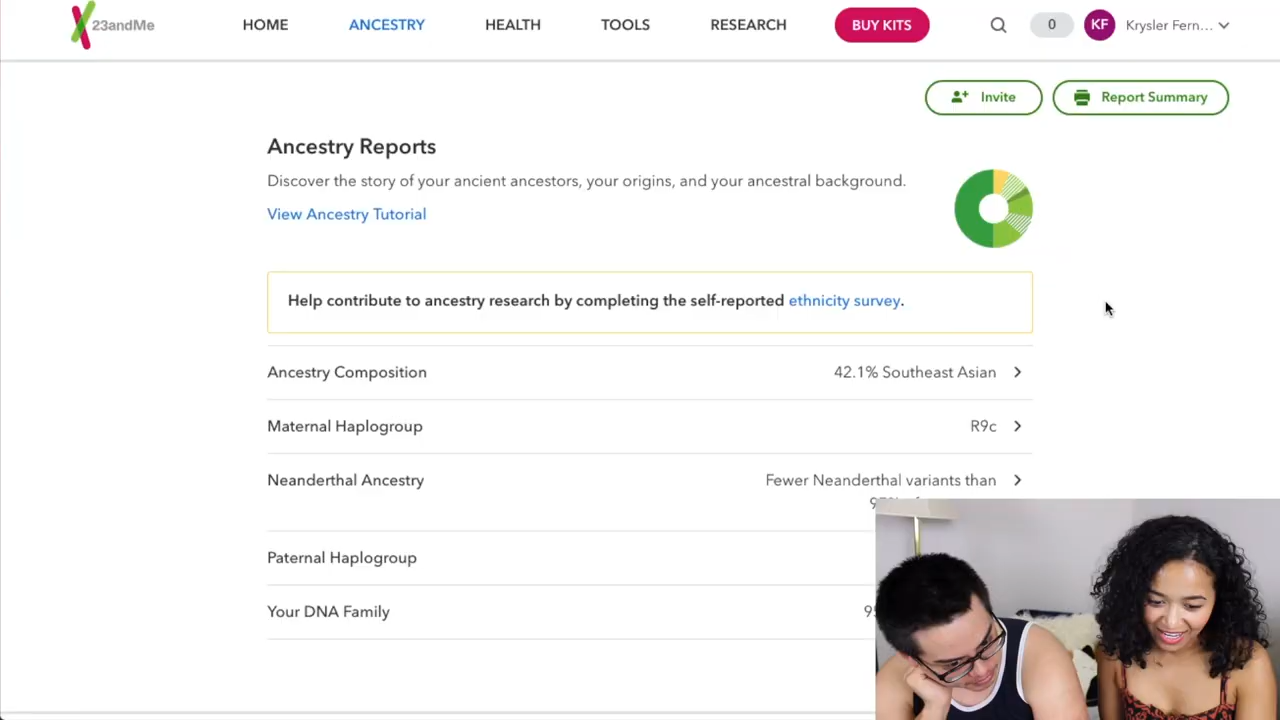 23andMe
HOME
ANCESTRY
HEALTH
TOOLS
RESEARCH
BUY KITS
0
KF
Krysler Fern...
Invite
Report Summary
Ancestry Reports
Discover the story of your ancient ancestors, your origins, and your ancestral background.
View Ancestry Tutorial
Help contribute to ancestry research by completing the self-reported ethnicity survey.
Ancestry Composition
42.1% Southeast Asian
Maternal Haplogroup
R9c
Neanderthal Ancestry
Fewer Neanderthal variants than
Paternal Haplogroup
Your DNA Family